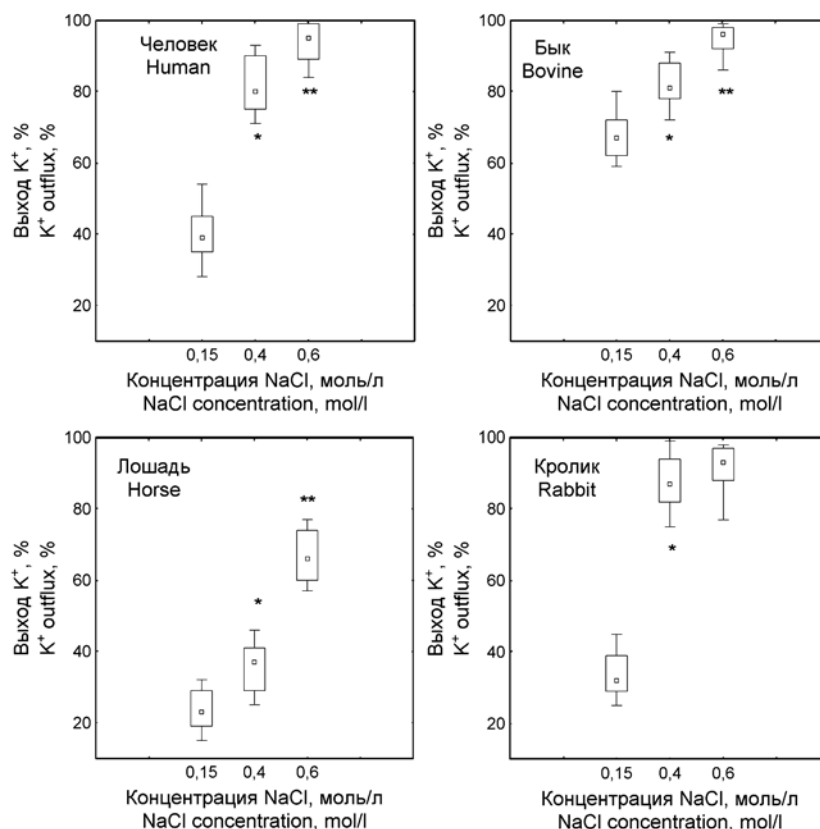 Человек
Human
Выход K⁺, %
K⁺ outflux, %
100
80
60
40
20
*
**
0,15 0,4 0,6
Концентрация NaCl, моль/л
NaCl concentration, mol/l
Бык
Bovine
Выход K⁺, %
K⁺ outflux, %
100
80
60
40
20
*
**
0,15 0,4 0,6
Концентрация NaCl, моль/л
NaCl concentration, mol/l
Лошадь
Horse
Выход K⁺, %
K⁺ outflux, %
100
80
60
40
20
**
*
0,15 0,4 0,6
Концентрация NaCl, моль/л
NaCl concentration, mol/l
Кролик
Rabbit
Выход K⁺, %
K⁺ outflux, %
100
80
60
40
20
*
0,15 0,4 0,6
Концентрация NaCl, моль/л
NaCl concentration, mol/l